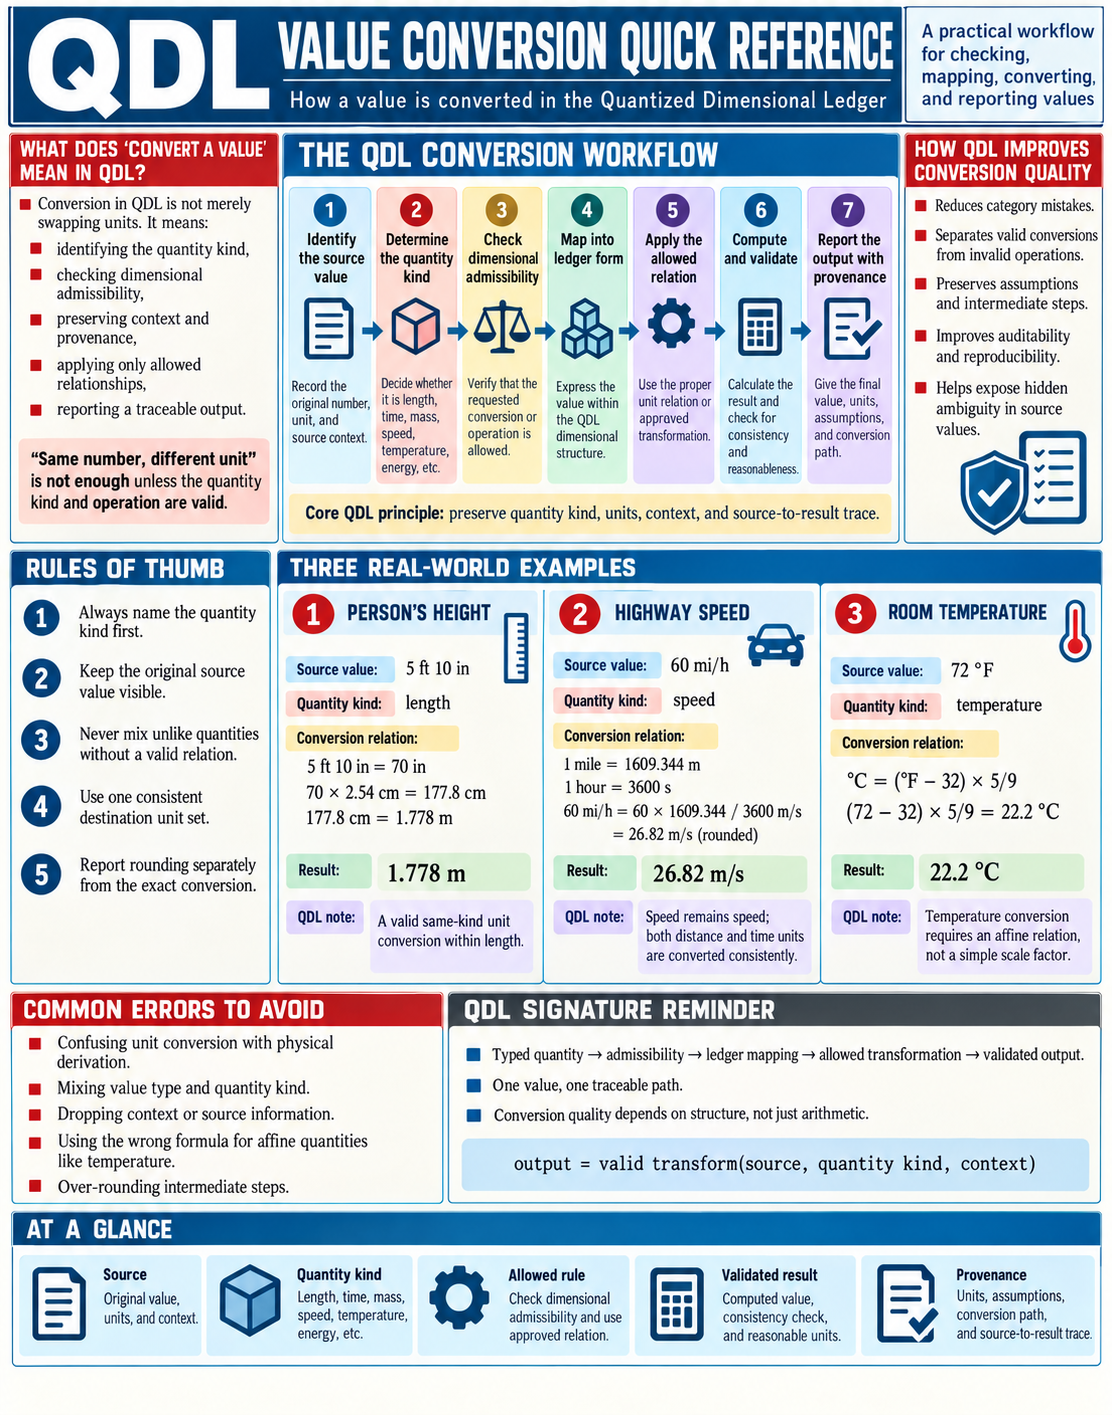 QDL
VALUE CONVERSION QUICK REFERENCE
How a value is converted in the Quantized Dimensional Ledger
A practical workflow
for checking,
mapping, converting,
and reporting values
WHAT DOES ‘CONVERT A VALUE’
MEAN IN QDL?
Conversion in QDL is not merely
swapping units. It means:
identifying the quantity kind,
checking dimensional
admissibility,
preserving context and
provenance,
applying only allowed
relationships,
reporting a traceable output.
“Same number, different unit”
is not enough unless the quantity
kind and operation are valid.
THE QDL CONVERSION WORKFLOW
1
Identify
the source
value
Record the
original number,
unit, and
source context.
2
Determine
the quantity
kind
Decide whether
it is length,
time, mass,
speed,
temperature,
energy, etc.
3
Check
dimensional
admissibility
Verify that the
requested
conversion or
operation is
allowed.
4
Map into
ledger form
Express the
value within
the QDL
dimensional
structure.
5
Apply the
allowed
relation
Use the proper
unit relation or
approved
transformation.
6
Compute
and validate
Calculate the
result and
check for
consistency
and
reasonableness.
7
Report the
output with
provenance
Give the final
value, units,
assumptions,
and conversion
path.
Core QDL principle: preserve quantity kind, units, context, and source-to-result trace.
HOW QDL IMPROVES
CONVERSION QUALITY
Reduces category mistakes.
Separates valid conversions
from invalid operations.
Preserves assumptions
and intermediate steps.
Improves auditability
and reproducibility.
Helps expose hidden
ambiguity in source
values.
RULES OF THUMB
1 Always name the quantity
kind first.
2 Keep the original source
value visible.
3 Never mix unlike quantities
without a valid relation.
4 Use one consistent
destination unit set.
5 Report rounding separately
from the exact conversion.
THREE REAL-WORLD EXAMPLES
1 PERSON’S HEIGHT
Source value: 5 ft 10 in
Quantity kind: length
Conversion relation:
5 ft 10 in = 70 in
70 × 2.54 cm = 177.8 cm
177.8 cm = 1.778 m
Result: 1.778 m
QDL note: A valid same-kind unit
conversion within length.
2 HIGHWAY SPEED
Source value: 60 mi/h
Quantity kind: speed
Conversion relation:
1 mile = 1609.344 m
1 hour = 3600 s
60 mi/h = 60 × 1609.344 / 3600 m/s
= 26.82 m/s (rounded)
Result: 26.82 m/s
QDL note: Speed remains speed;
both distance and time units
are converted consistently.
3 ROOM TEMPERATURE
Source value: 72 °F
Quantity kind: temperature
Conversion relation:
°C = (°F − 32) × 5/9
(72 − 32) × 5/9 = 22.2 °C
Result: 22.2 °C
QDL note: Temperature conversion
requires an affine relation,
not a simple scale factor.
COMMON ERRORS TO AVOID
Confusing unit conversion with physical
derivation.
Mixing value type and quantity kind.
Dropping context or source information.
Using the wrong formula for affine quantities
like temperature.
Over-rounding intermediate steps.
QDL SIGNATURE REMINDER
Typed quantity → admissibility → ledger mapping → allowed transformation → validated output.
One value, one traceable path.
Conversion quality depends on structure, not just arithmetic.
output = valid transform(source, quantity kind, context)
AT A GLANCE
Source
Original value,
units, and context.
Quantity kind
Length, time, mass,
speed, temperature,
energy, etc.
Allowed rule
Check dimensional
admissibility and use
approved relation.
Validated result
Computed value,
consistency check,
and reasonable units.
Provenance
Units, assumptions,
conversion path,
and source-to-result trace.